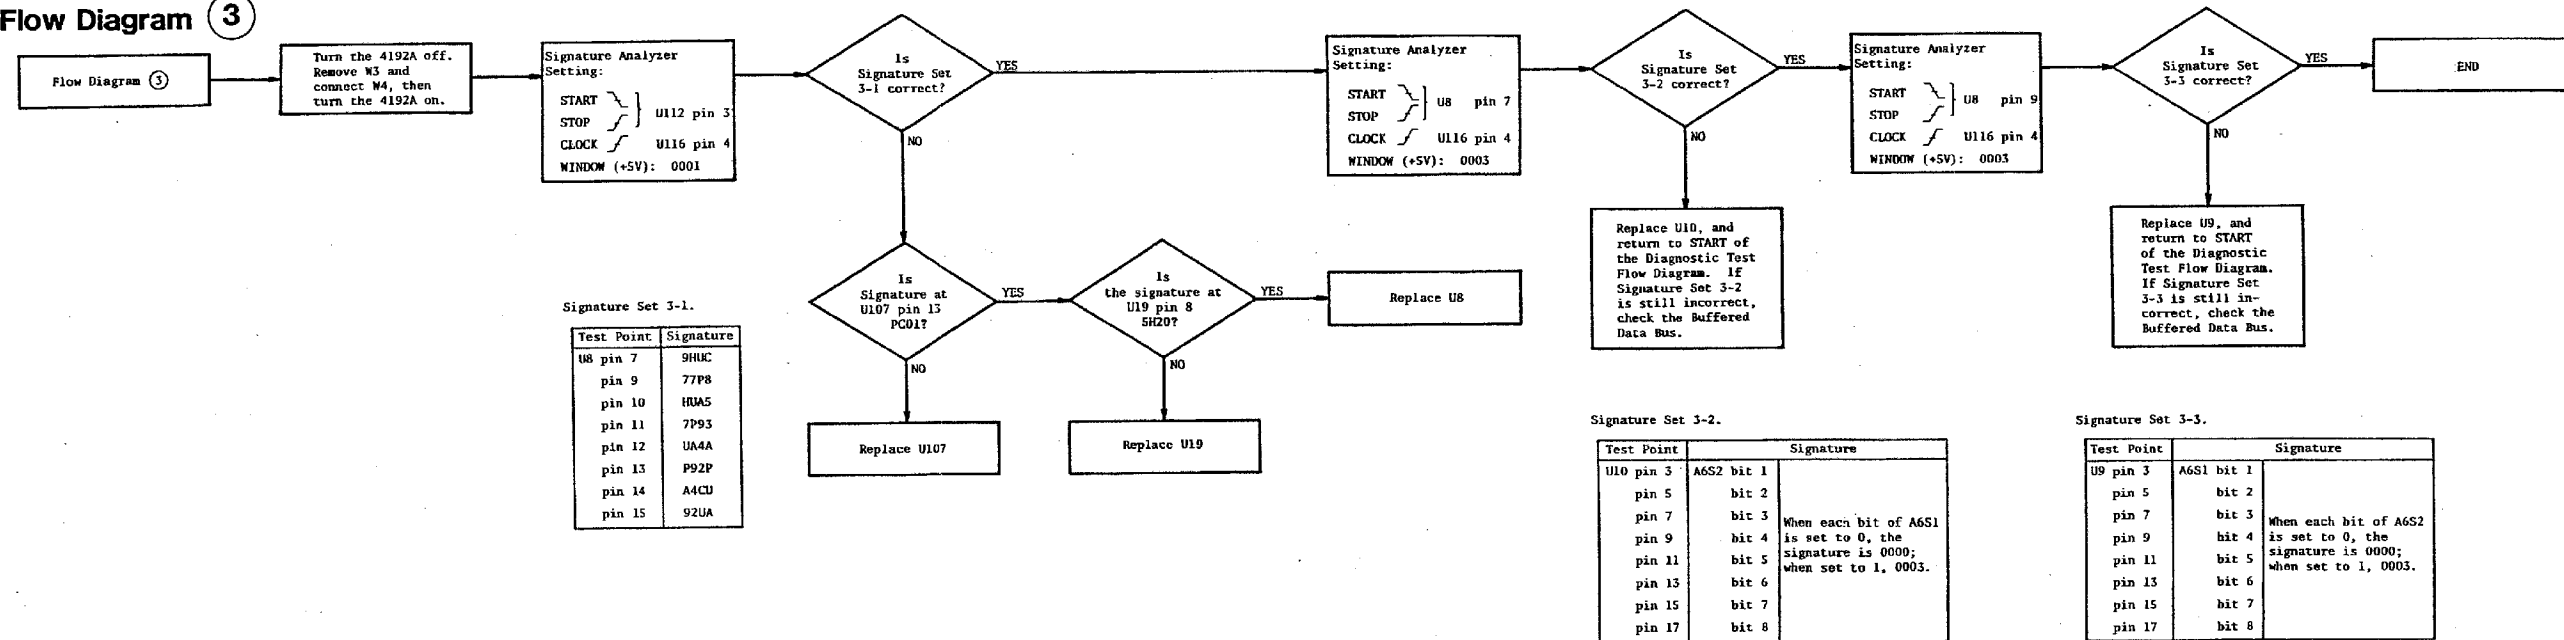 Flow Diagram 3
Flow Diagram 3
Turn the 4192A off.
Remove W3 and
connect W4, then
turn the 4192A on.
Signature Analyzer
Setting:
START
STOP
U112 pin 3
CLOCK U116 pin 4
WINDOW (+5V): 0001
Is
Signature Set
3-1 correct?
YES
NO
Signature Analyzer
Setting:
START
STOP
U8 pin 7
CLOCK U116 pin 4
WINDOW (+5V): 0003
Is
Signature Set
3-2 correct?
YES
NO
Signature Analyzer
Setting:
START
STOP
U8 pin 9
CLOCK U116 pin 4
WINDOW (+5V): 0003
Is
Signature Set
3-3 correct?
YES
NO
END
Is
Signature at
U107 pin 13
PC01?
YES
NO
Is
the signature at
U19 pin 8
5H20?
YES
NO
Replace U8
Replace U107
Replace U19
Replace U10, and
return to START of
the Diagnostic Test
Flow Diagram. If
Signature Set 3-2
is still incorrect,
check the Buffered
Data Bus.
Replace U9, and
return to START
of the Diagnostic
Test Flow Diagram.
If Signature Set
3-3 is still in-
correct, check the
Buffered Data Bus.
Signature Set 3-1.
Test Point Signature
U8 pin 7 9HUC
pin 9 77P8
pin 10 HUA5
pin 11 7P93
pin 12 UA4A
pin 13 P92P
pin 14 A4CU
pin 15 92UA
Signature Set 3-2.
Test Point Signature
U10 pin 3 A6S2 bit 1
pin 5 bit 2
pin 7 bit 3
pin 9 bit 4
pin 11 bit 5
pin 13 bit 6
pin 15 bit 7
pin 17 bit 8
When each bit of A6S1
is set to 0, the
signature is 0000;
when set to 1, 0003.
Signature Set 3-3.
Test Point Signature
U9 pin 3 A6S1 bit 1
pin 5 bit 2
pin 7 bit 3
pin 9 bit 4
pin 11 bit 5
pin 13 bit 6
pin 15 bit 7
pin 17 bit 8
When each bit of A6S2
is set to 0, the
signature is 0000;
when set to 1, 0003.